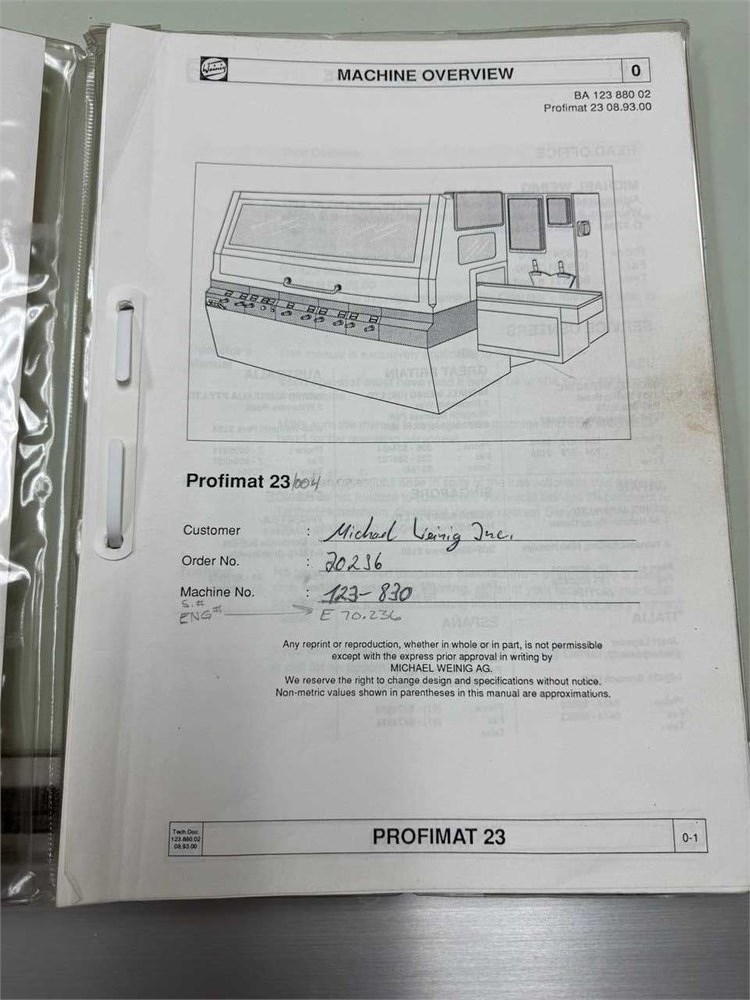 Weinig
MACHINE OVERVIEW 0
BA 123 880 02
Profimat 23 08.93.00
Profimat 23/004
Customer : Michael Weinig Inc.
Order No. : 70236
Machine No. : 123-830
S.#
ENG# E 70.236
Any reprint or reproduction, whether in whole or in part, is not permissible
except with the express prior approval in writing by
MICHAEL WEINIG AG.
We reserve the right to change design and specifications without notice.
Non-metric values shown in parentheses in this manual are approximations.
Tech.Doc.
123.880.02
08.93.00
PROFIMAT 23
0-1